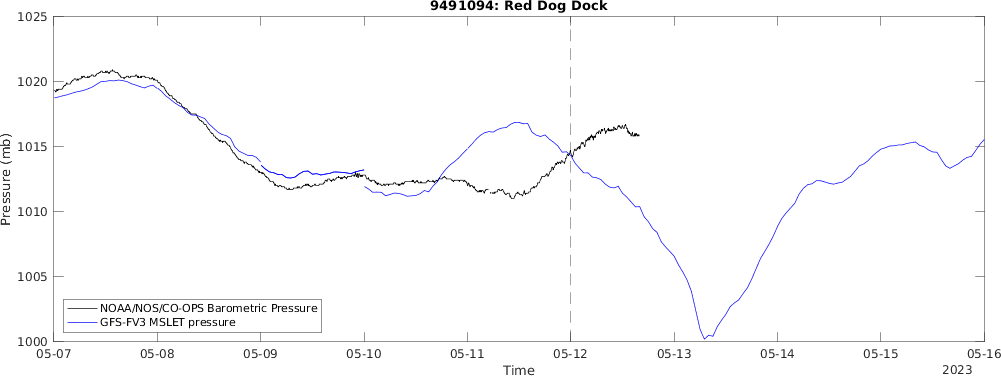 9491094: Red Dog Dock
1025
1020
1015
1010
1005
1000
Pressure (mb)
NOAA/NOS/CO-OPS Barometric Pressure
GFS-FV3 MSLET pressure
05-07 05-08 05-09 05-10 05-11 05-12 05-13 05-14 05-15 05-16
Time
2023